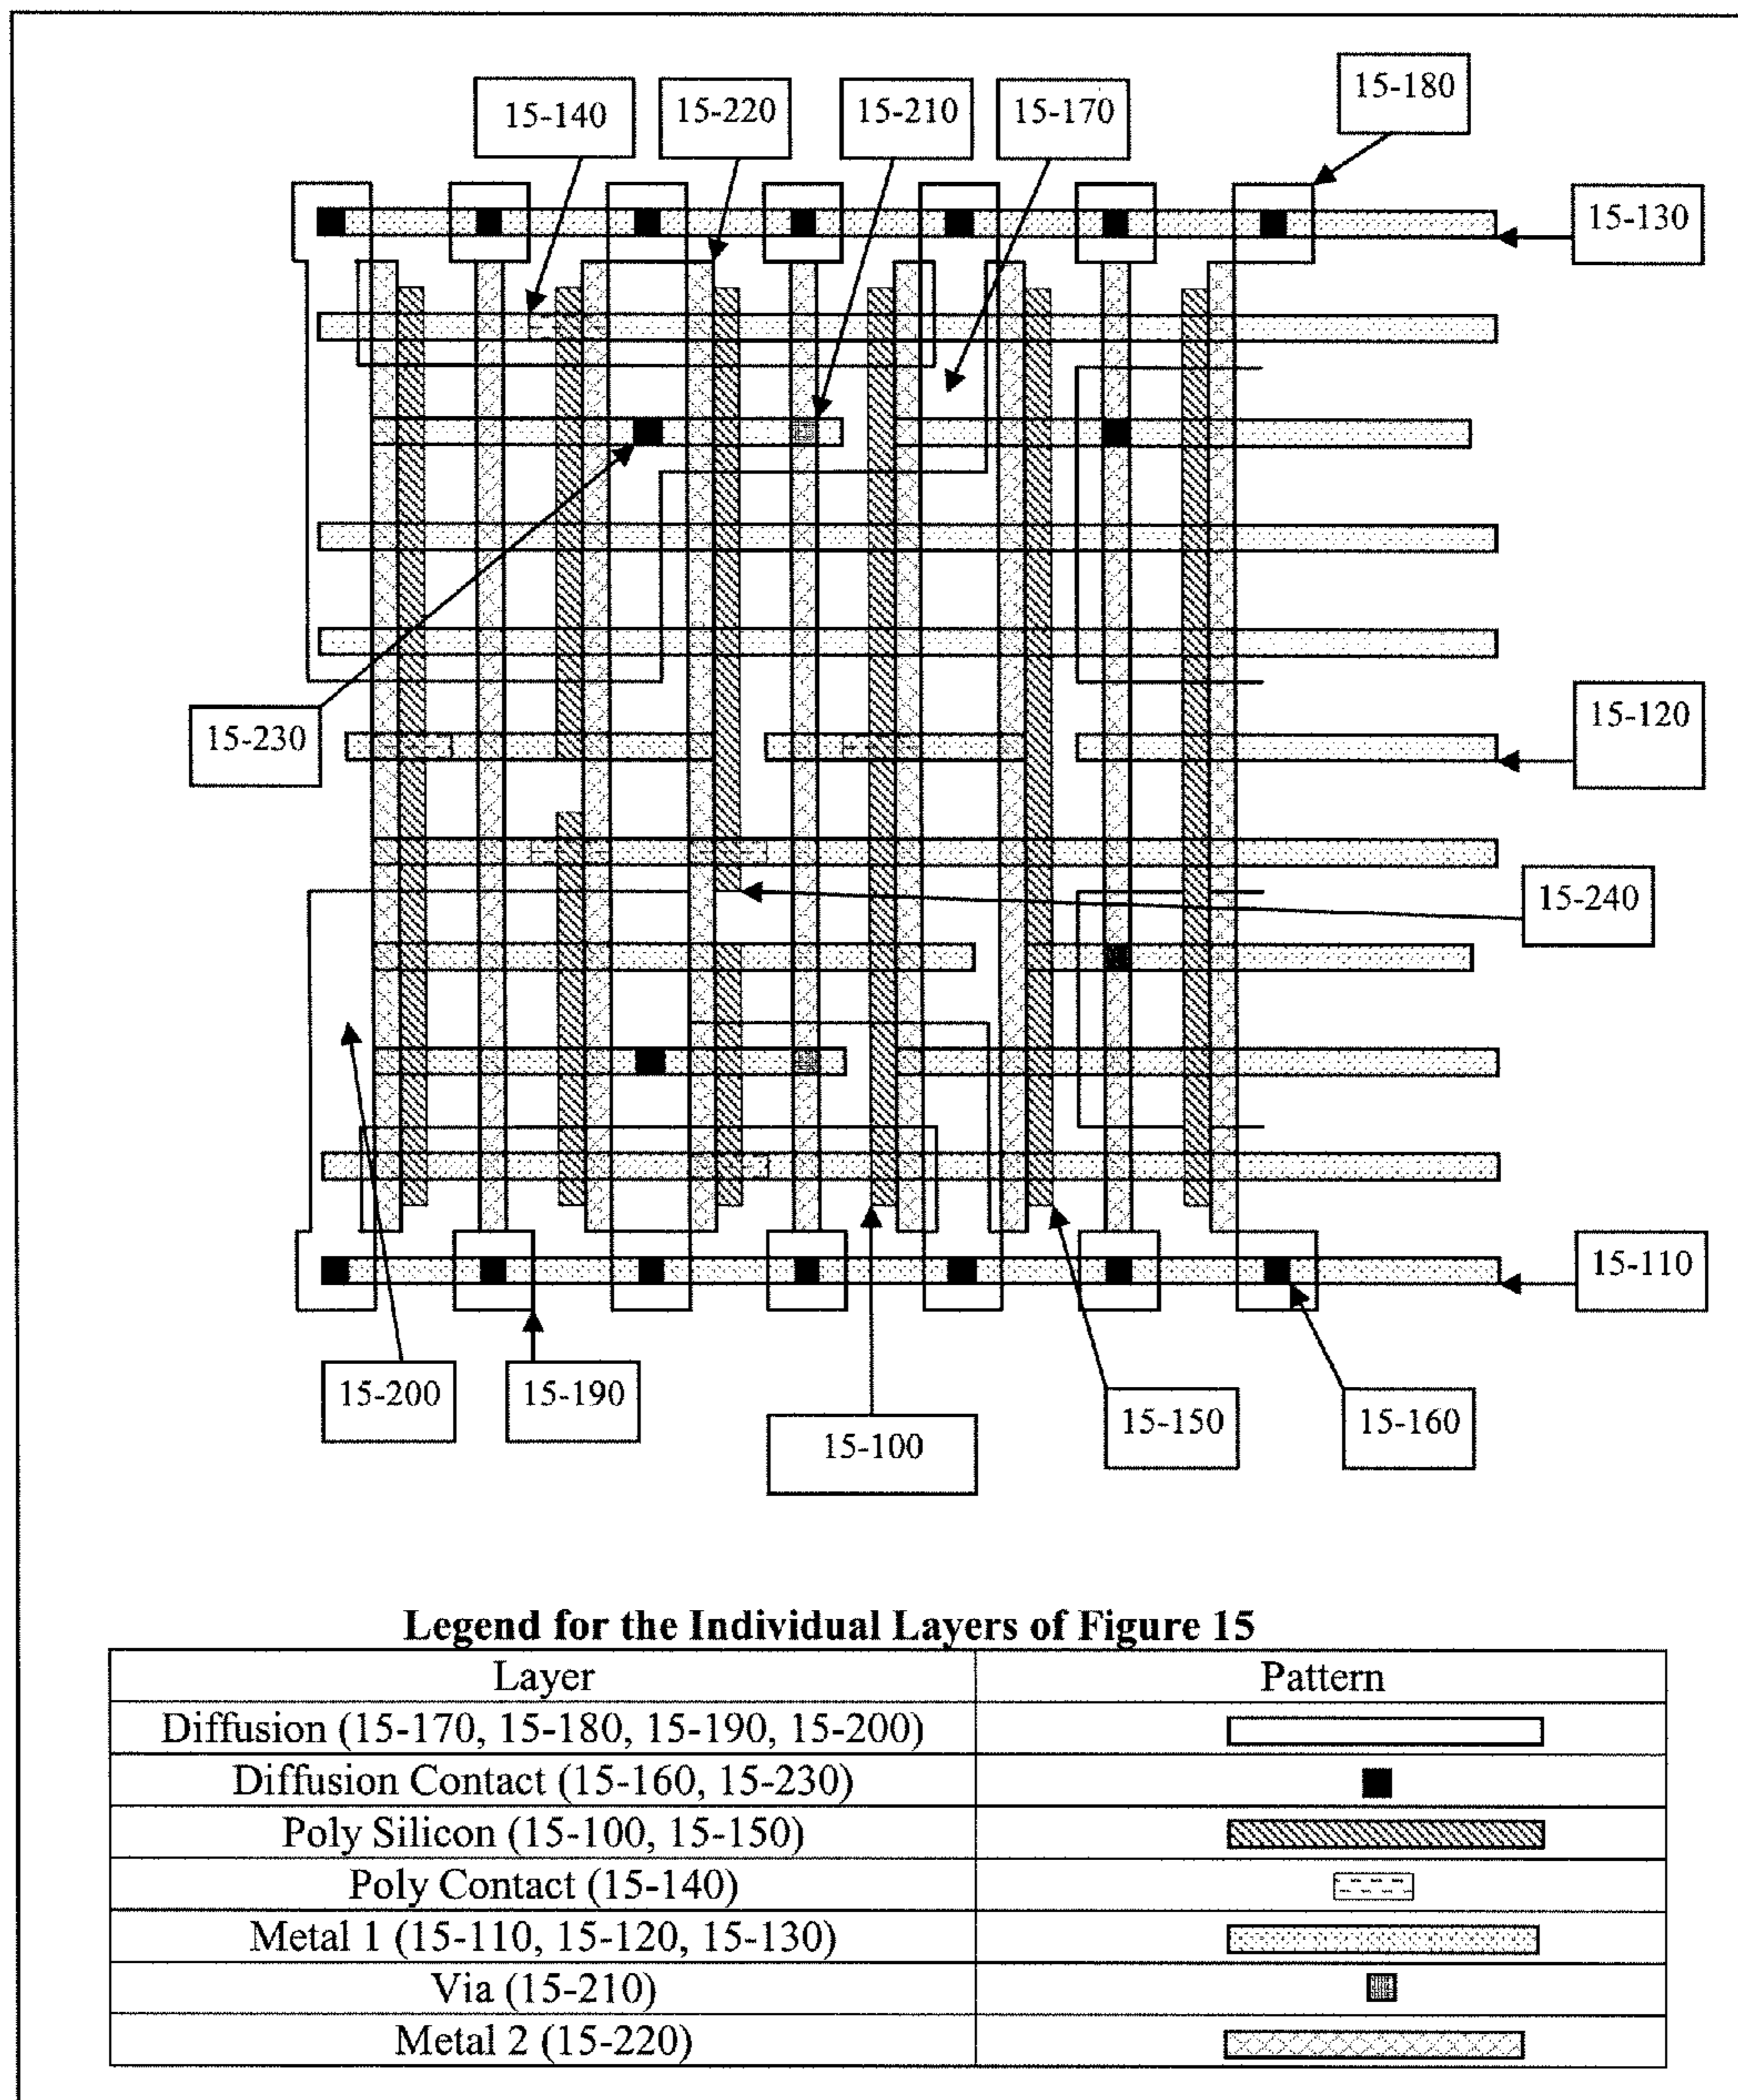 15-180
15-140
15-220
15-210
15-170
15-130
15-230
15-120
15-240
15-110
15-200
15-190
15-100
15-150
15-160
Legend for the Individual Layers of Figure 15
Layer Pattern
Diffusion (15-170, 15-180, 15-190, 15-200)
Diffusion Contact (15-160, 15-230)
Poly Silicon (15-100, 15-150)
Poly Contact (15-140)
Metal 1 (15-110, 15-120, 15-130)
Via (15-210)
Metal 2 (15-220)